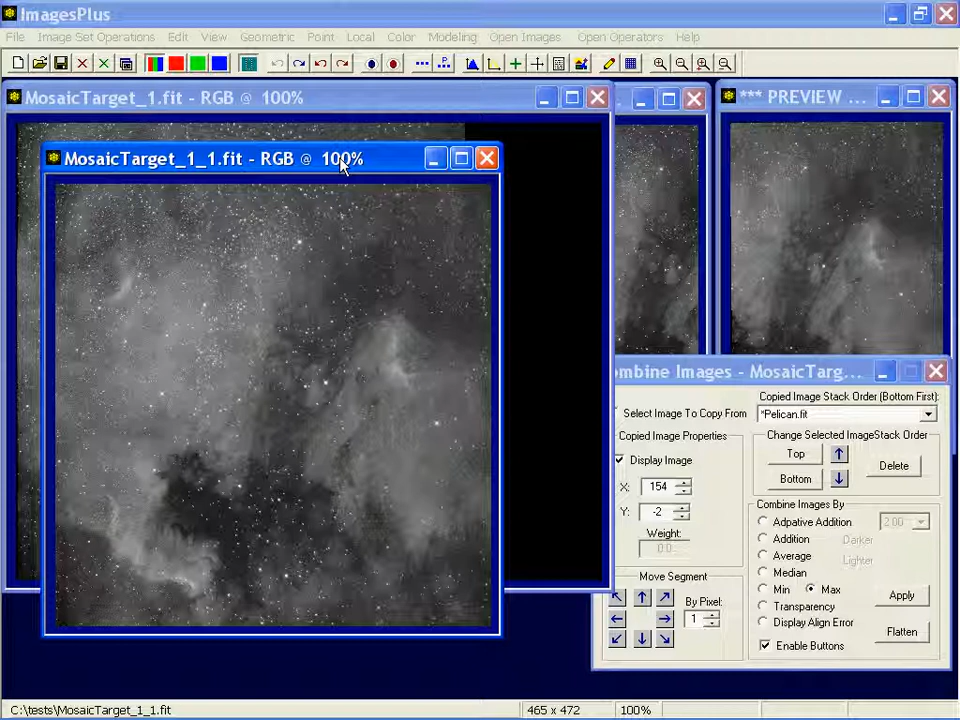 ImagesPlus
File Image Set Operations Edit View Geometric Point Local Color Modeling Open Images Open Operators Help
MosaicTarget_1.fit - RGB @ 100%
*** PREVIEW ...
MosaicTarget_1_1.fit - RGB @ 100%
ombine Images - MosaicTarg...
Select Image To Copy From
Copied Image Stack Order (Bottom First):
*Pelican.fit
Copied Image Properties
Display Image
X: 154
Y: -2
Weight:
0.0
Change Selected ImageStack Order
Top
Bottom
Delete
Combine Images By
Adpative Addition
2.00
Addition
Darker
Average
Lighter
Median
Min
Max
Apply
Transparency
Display Align Error
Flatten
Enable Buttons
Move Segment
By Pixel:
1
C:\tests\MosaicTarget_1_1.fit
465 x 472
100%